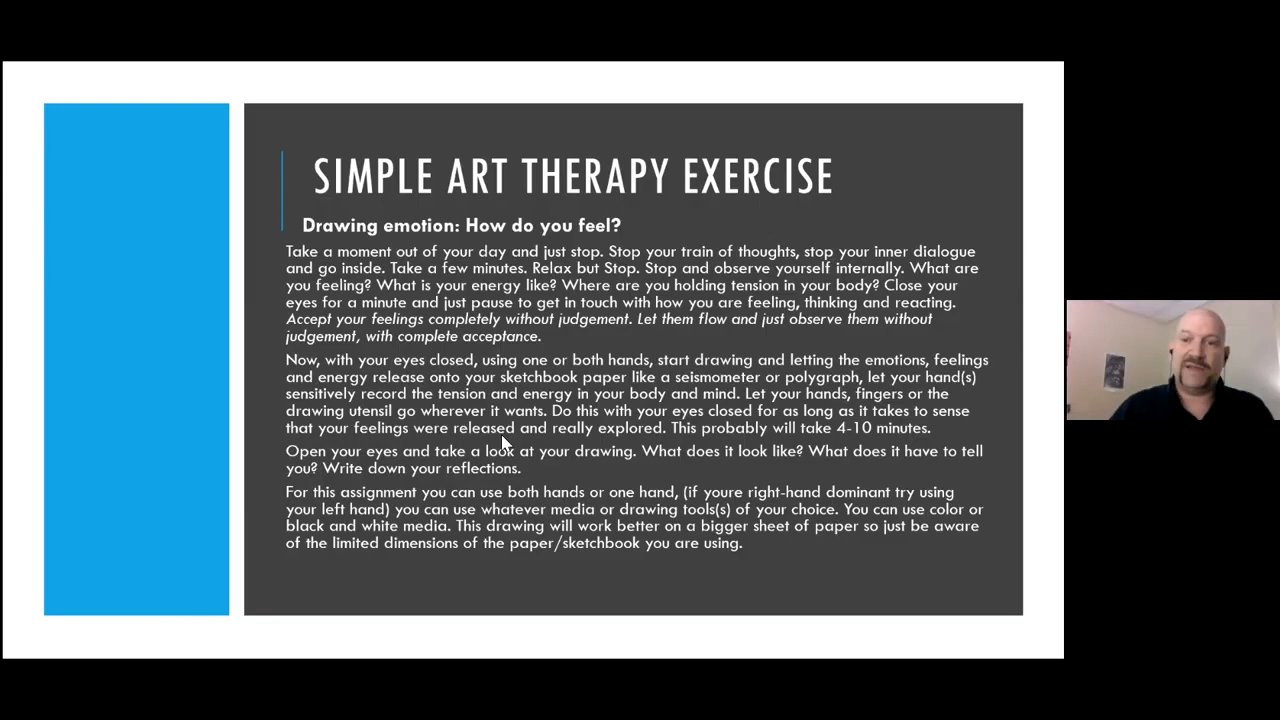 SIMPLE ART THERAPY EXERCISE
Drawing emotion: How do you feel?
Take a moment out of your day and just stop. Stop your train of thoughts, stop your inner dialogue
and go inside. Take a few minutes. Relax but Stop. Stop and observe yourself internally. What are
you feeling? What is your energy like? Where are you holding tension in your body? Close your
eyes for a minute and just pause to get in touch with how you are feeling, thinking and reacting.
Accept your feelings completely without judgement. Let them flow and just observe them without
judgement, with complete acceptance.
Now, with your eyes closed, using one or both hands, start drawing and letting the emotions, feelings
and energy release onto your sketchbook paper like a seismometer or polygraph, let your hand(s)
sensitively record the tension and energy in your body and mind. Let your hands, fingers or the
drawing utensil go wherever it wants. Do this with your eyes closed for as long as it takes to sense
that your feelings were released and really explored. This probably will take 4-10 minutes.
Open your eyes and take a look at your drawing. What does it look like? What does it have to tell
you? Write down your reflections.
For this assignment you can use both hands or one hand, (if youre right-hand dominant try using
your left hand) you can use whatever media or drawing tools(s) of your choice. You can use color or
black and white media. This drawing will work better on a bigger sheet of paper so just be aware
of the limited dimensions of the paper/sketchbook you are using.